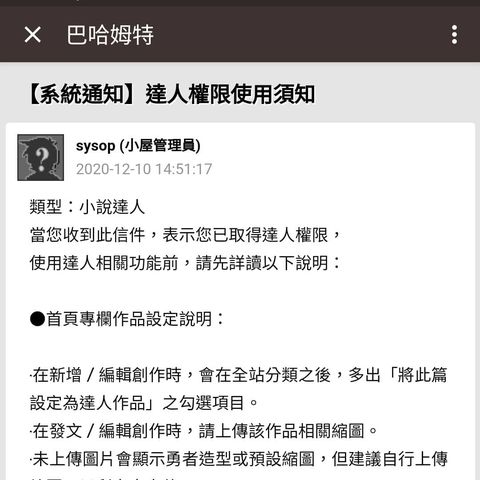 巴哈姆特
【系統通知】達人權限使用須知
sysop (小屋管理員)
2020-12-10 14:51:17
類型：小說達人
當您收到此信件，表示您已取得達人權限，
使用達人相關功能前，請先詳讀以下說明：
●首頁專欄作品設定說明：
‧在新增 / 編輯創作時，會在全站分類之後，多出「將此篇
設定為達人作品」之勾選項目。
‧在發文 / 編輯創作時，請上傳該作品相關縮圖。
‧未上傳圖片會顯示勇者造型或預設縮圖，但建議自行上傳